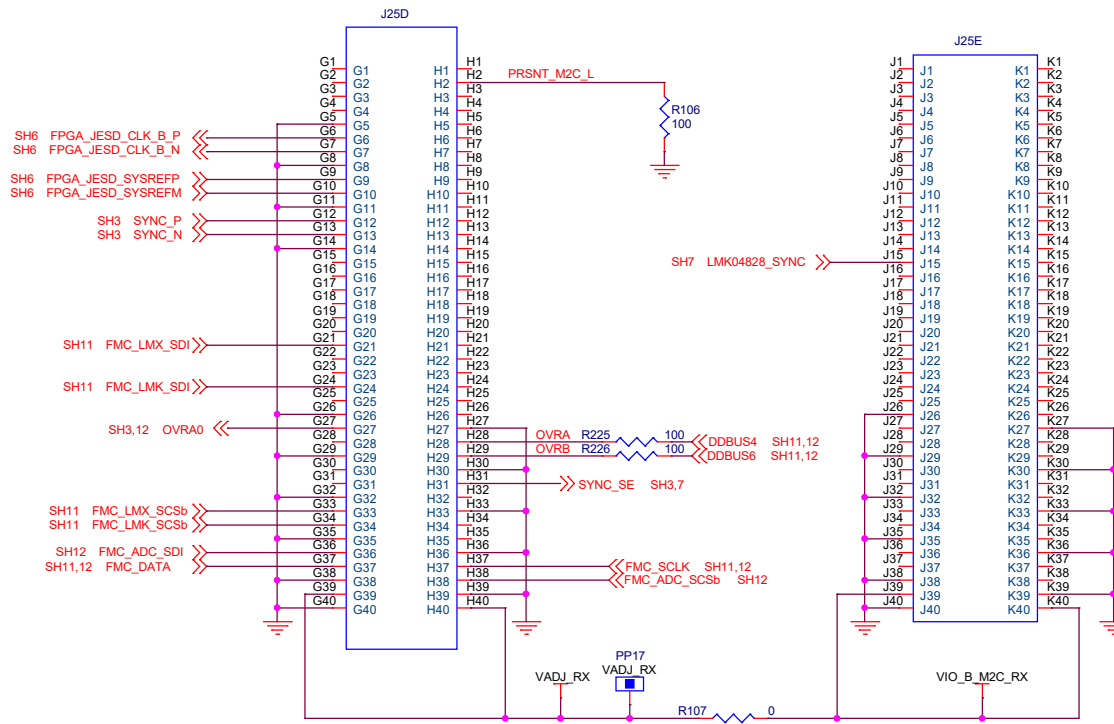 J25D
G1 G1 H1 H1
G2 G2 H2 H2 PRSNT_M2C_L
G3 G3 H3 H3
G4 G4 H4 H4
G5 G5 H5 H5
SH6 FPGA_JESD_CLK_B_P G6 G6 H6 H6
SH6 FPGA_JESD_CLK_B_N G7 G7 H7 H7
G8 G8 H8 H8
SH6 FPGA_JESD_SYSREFP G9 G9 H9 H9
SH6 FPGA_JESD_SYSREFM G10 G10 H10 H10
G11 G11 H11 H11
SH3 SYNC_P G12 G12 H12 H12
SH3 SYNC_N G13 G13 H13 H13
G14 G14 H14 H14
G15 G15 H15 H15
G16 G16 H16 H16
G17 G17 H17 H17
G18 G18 H18 H18
G19 G19 H19 H19
G20 G20 H20 H20
SH11 FMC_LMX_SDI G21 G21 H21 H21
G22 G22 H22 H22
G23 G23 H23 H23
SH11 FMC_LMK_SDI G24 G24 H24 H24
G25 G25 H25 H25
G26 G26 H26 H26
SH3,12 OVRA0 G27 G27 H27 H27
G28 G28 H28 H28 OVRA R225 100 DDBUS4 SH11,12
G29 G29 H29 H29 OVRB R226 100 DDBUS6 SH11,12
G30 G30 H30 H30
G31 G31 H31 H31 SYNC_SE SH3,7
G32 G32 H32 H32
SH11 FMC_LMX_SCSb G33 G33 H33 H33
SH11 FMC_LMK_SCSb G34 G34 H34 H34
G35 G35 H35 H35
SH12 FMC_ADC_SDI G36 G36 H36 H36
SH11,12 FMC_DATA G37 G37 H37 H37 FMC_SCLK SH11,12
G38 G38 H38 H38 FMC_ADC_SCSb SH12
G39 G39 H39 H39
G40 G40 H40 H40
R106
100
J25E
J1 J1 K1 K1
J2 J2 K2 K2
J3 J3 K3 K3
J4 J4 K4 K4
J5 J5 K5 K5
J6 J6 K6 K6
J7 J7 K7 K7
J8 J8 K8 K8
J9 J9 K9 K9
J10 J10 K10 K10
J11 J11 K11 K11
J12 J12 K12 K12
J13 J13 K13 K13
J14 J14 K14 K14
SH7 LMK04828_SYNC J15 J15 K15 K15
J16 J16 K16 K16
J17 J17 K17 K17
J18 J18 K18 K18
J19 J19 K19 K19
J20 J20 K20 K20
J21 J21 K21 K21
J22 J22 K22 K22
J23 J23 K23 K23
J24 J24 K24 K24
J25 J25 K25 K25
J26 J26 K26 K26
J27 J27 K27 K27
J28 J28 K28 K28
J29 J29 K29 K29
J30 J30 K30 K30
J31 J31 K31 K31
J32 J32 K32 K32
J33 J33 K33 K33
J34 J34 K34 K34
J35 J35 K35 K35
J36 J36 K36 K36
J37 J37 K37 K37
J38 J38 K38 K38
J39 J39 K39 K39
J40 J40 K40 K40
PP17
VADJ_RX VADJ_RX VIO_B_M2C_RX
R107 0